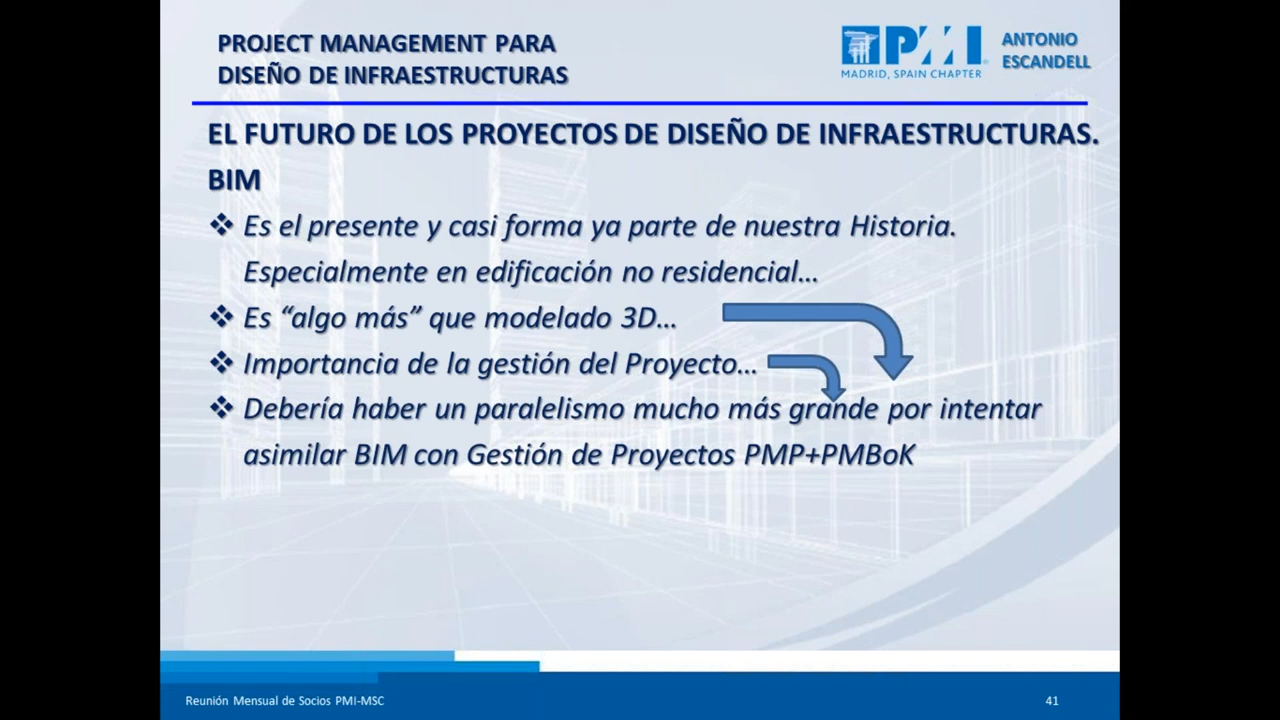 PROJECT MANAGEMENT PARA
DISEÑO DE INFRAESTRUCTURAS
PMI
MADRID, SPAIN CHAPTER
ANTONIO
ESCANDELL
EL FUTURO DE LOS PROYECTOS DE DISEÑO DE INFRAESTRUCTURAS.
BIM
❖ Es el presente y casi forma ya parte de nuestra Historia.
Especialmente en edificación no residencial...
❖ Es “algo más” que modelado 3D...
❖ Importancia de la gestión del Proyecto...
❖ Debería haber un paralelismo mucho más grande por intentar
asimilar BIM con Gestión de Proyectos PMP+PMBoK
Reunión Mensual de Socios PMI-MSC
41